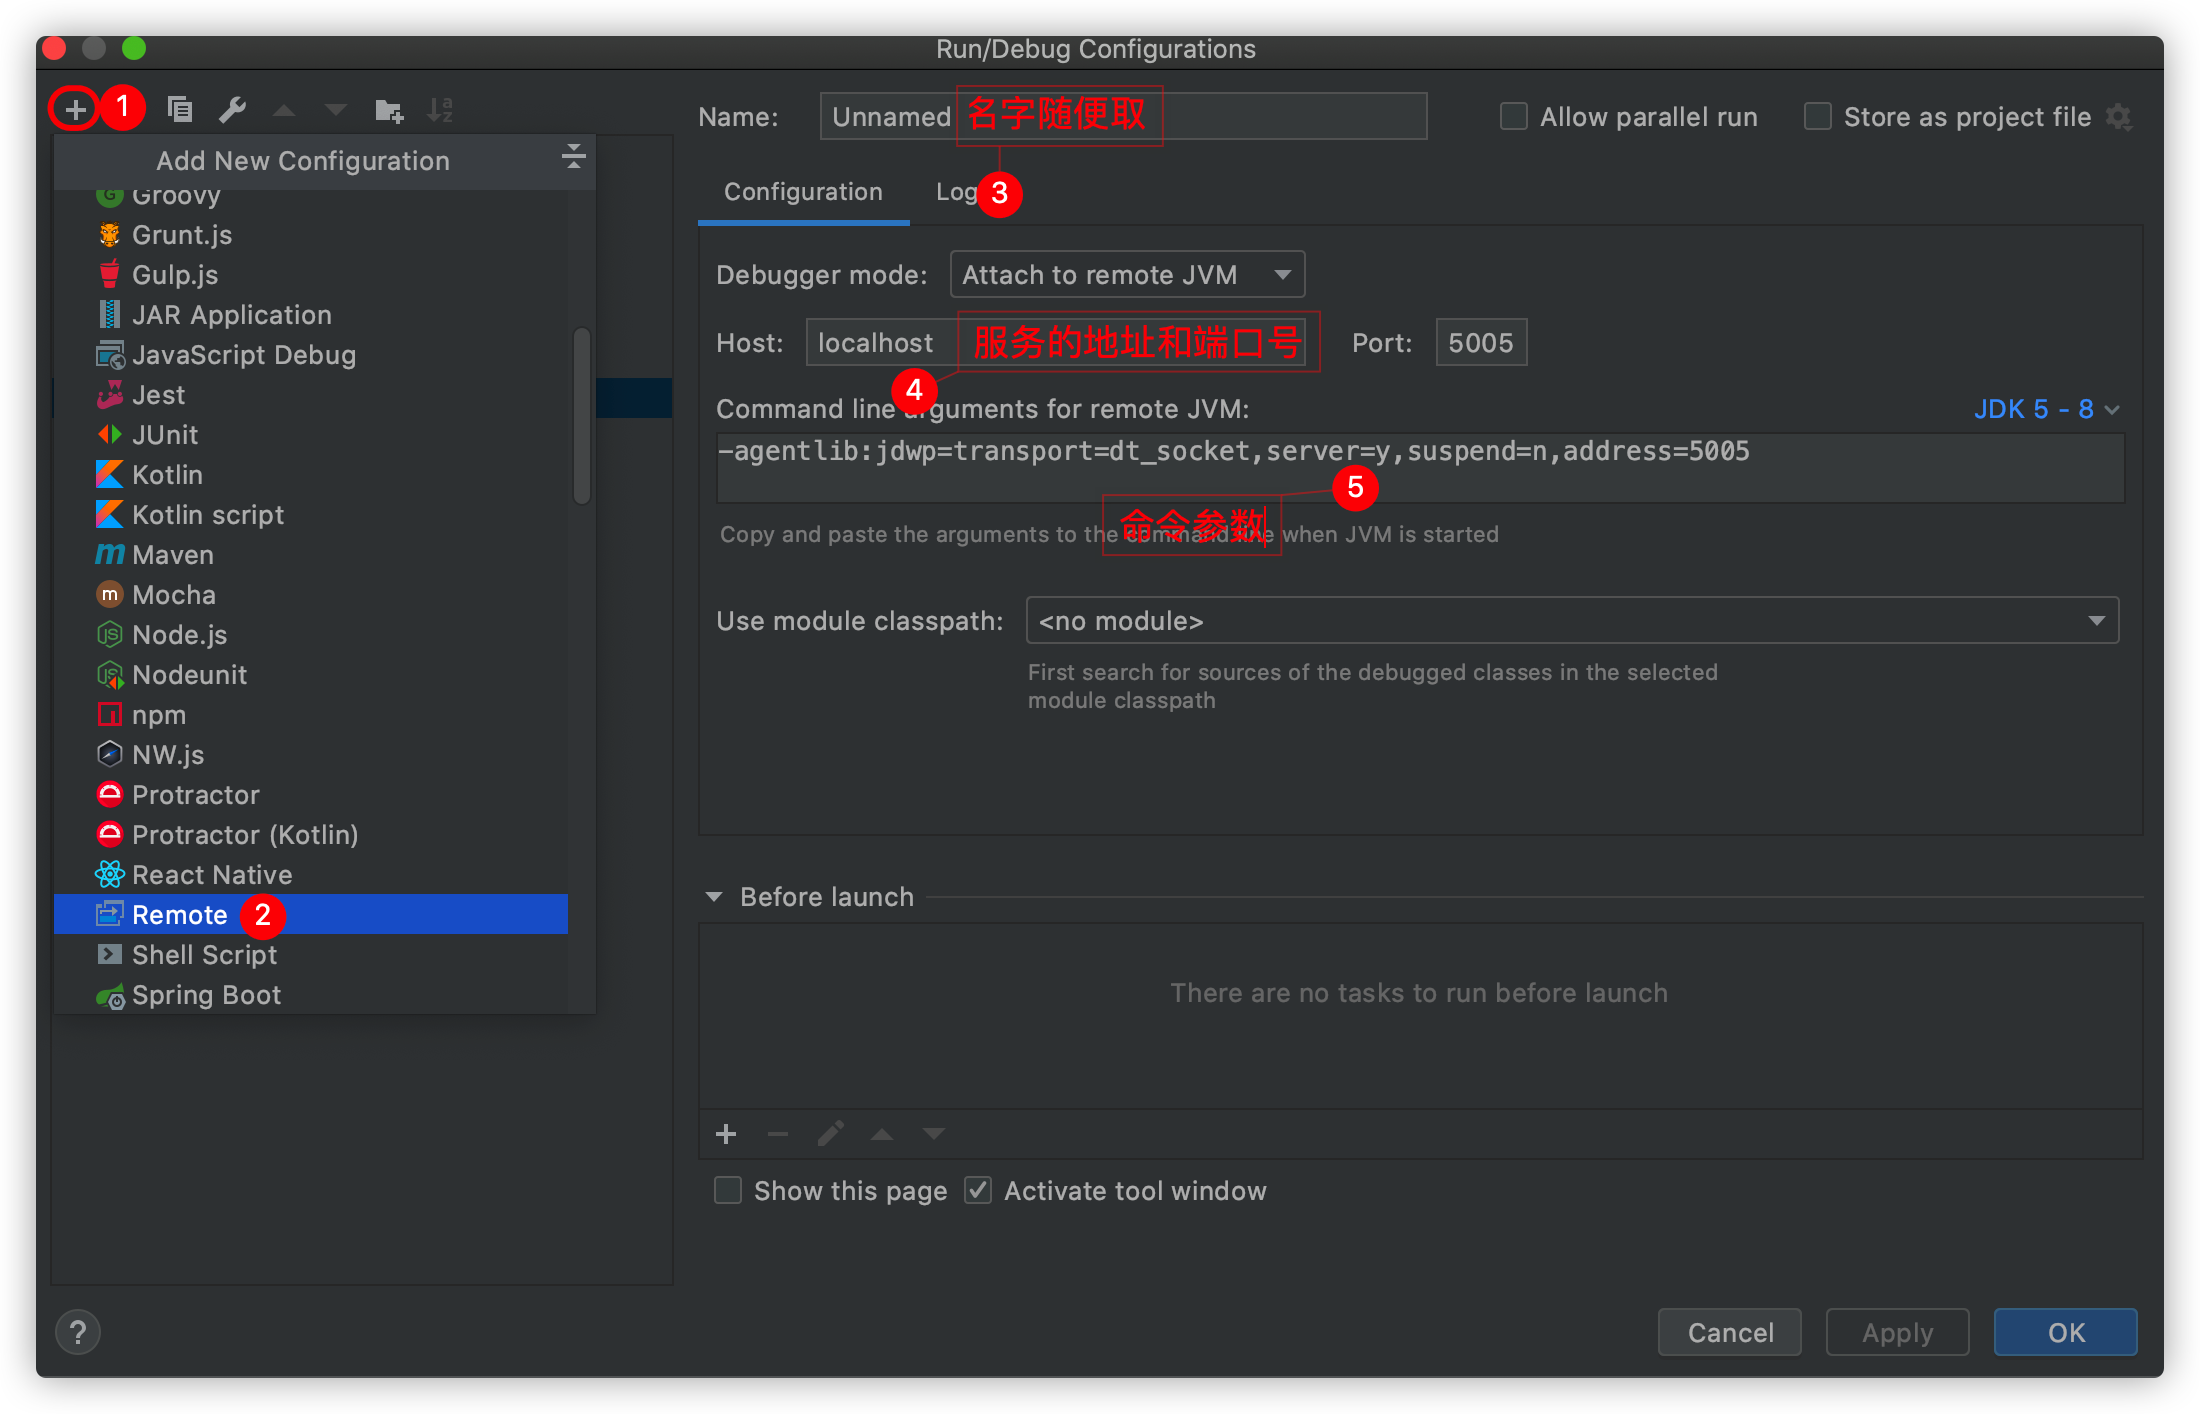 Run/Debug Configurations
1
Name:
Unnamed
名字随便取
Allow parallel run
Store as project file
Add New Configuration
Groovy
Grunt.js
Gulp.js
JAR Application
JavaScript Debug
Jest
JUnit
Kotlin
Kotlin script
Maven
Mocha
Node.js
Nodeunit
npm
NW.js
Protractor
Protractor (Kotlin)
React Native
Remote
2
Shell Script
Spring Boot
Configuration
Log
3
Debugger mode:
Attach to remote JVM
Host:
localhost
服务的地址和端口号
Port:
5005
4
Command line arguments for remote JVM:
JDK 5 - 8
-agentlib:jdwp=transport=dt_socket,server=y,suspend=n,address=5005
5
命令参数
Copy and paste the arguments to the command line when JVM is started
Use module classpath:
<no module>
First search for sources of the debugged classes in the selected
module classpath
Before launch
There are no tasks to run before launch
Show this page
Activate tool window
?
Cancel
Apply
OK